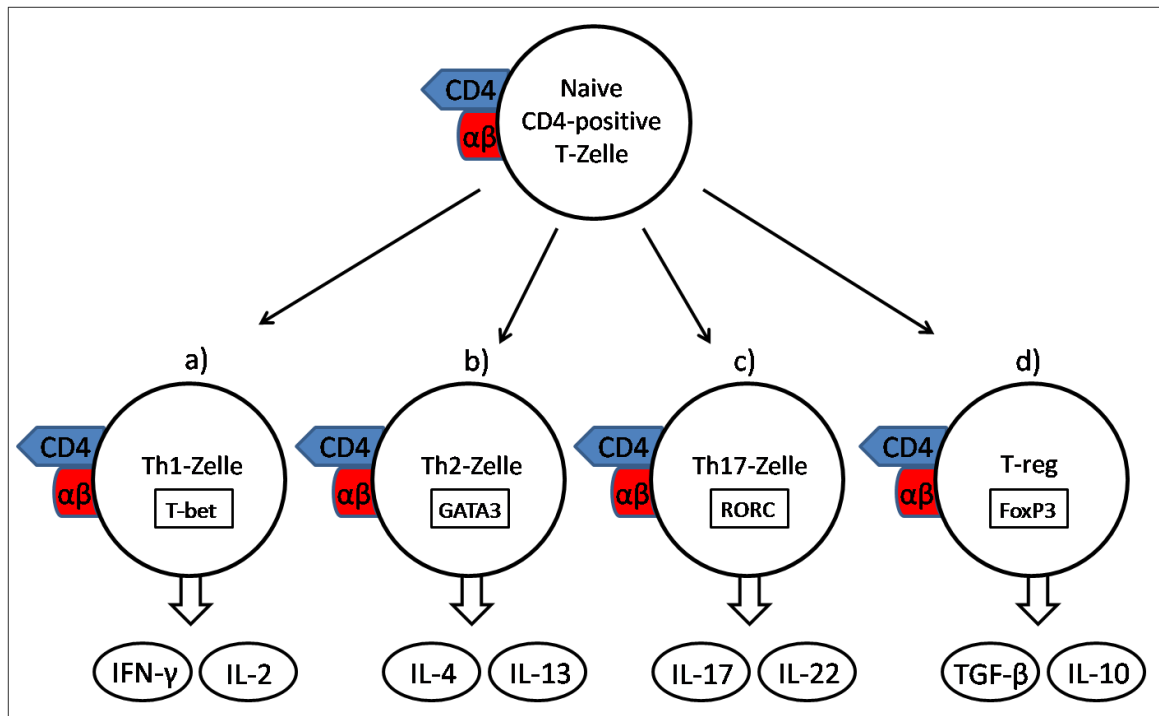 CD4
αβ
Naive
CD4-positive
T-Zelle
a)
CD4
αβ
Th1-Zelle
T-bet
IFN-γ
IL-2
b)
CD4
αβ
Th2-Zelle
GATA3
IL-4
IL-13
c)
CD4
αβ
Th17-Zelle
RORC
IL-17
IL-22
d)
CD4
αβ
T-reg
FoxP3
TGF-β
IL-10